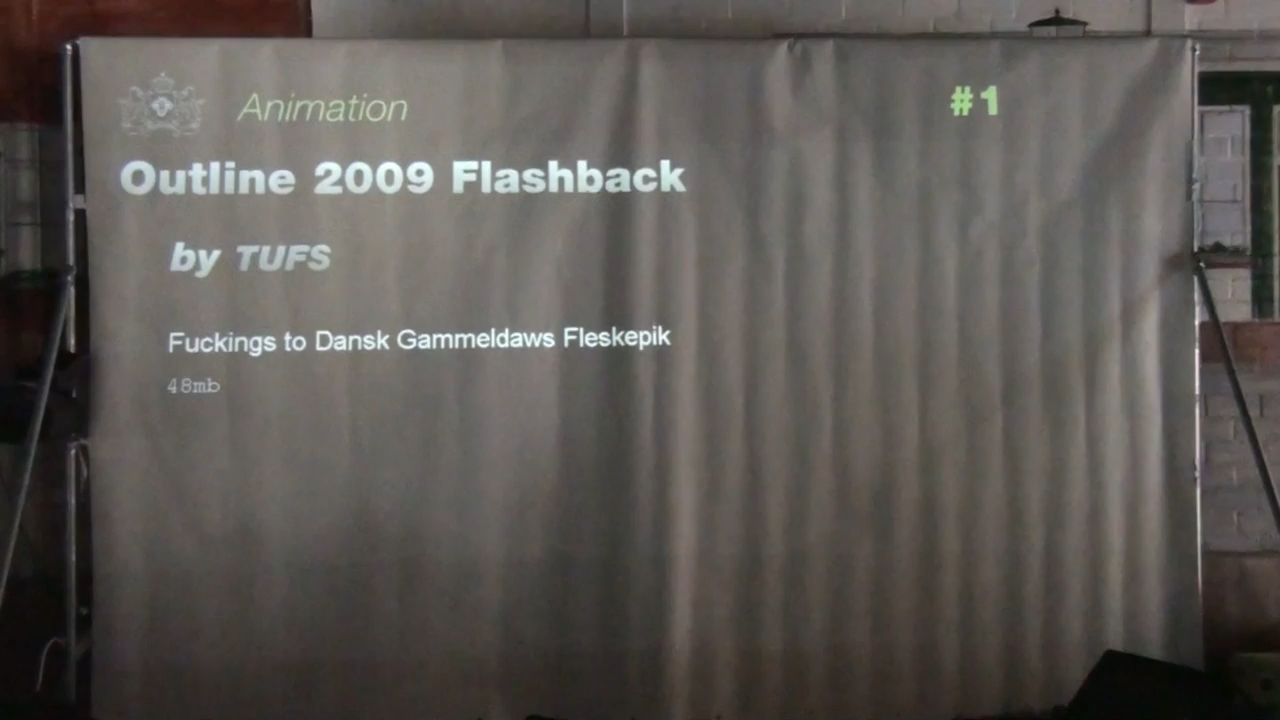 Animation
#1
Outline 2009 Flashback
by TUFS
Fuckings to Dansk Gammeldaws Fleskepik
48mb